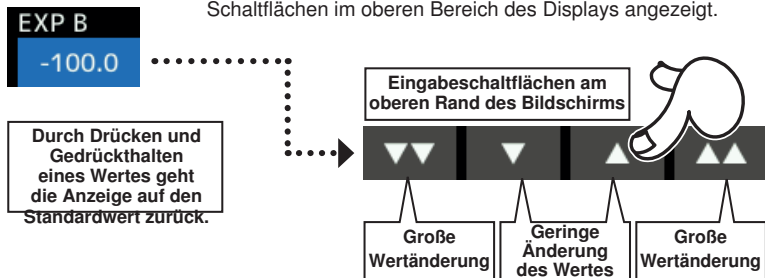 Schaltflächen im oberen Bereich des Displays angezeigt.
EXP B
-100.0
Eingabeschaltflächen am
oberen Rand des Bildschirms
Durch Drücken und
Gedrückthalten
eines Wertes geht
die Anzeige auf den
Standardwert zurück.
▼▼ ▼ ▲ ▲▲
Große
Wertänderung
Geringe
Änderung
des Wertes
Große
Wertänderung